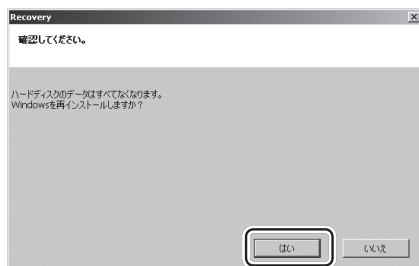 Recovery
確認してください。
ハードディスクのデータはすべてなくなります。
Windowsを再インストールしますか？
はい
いいえ